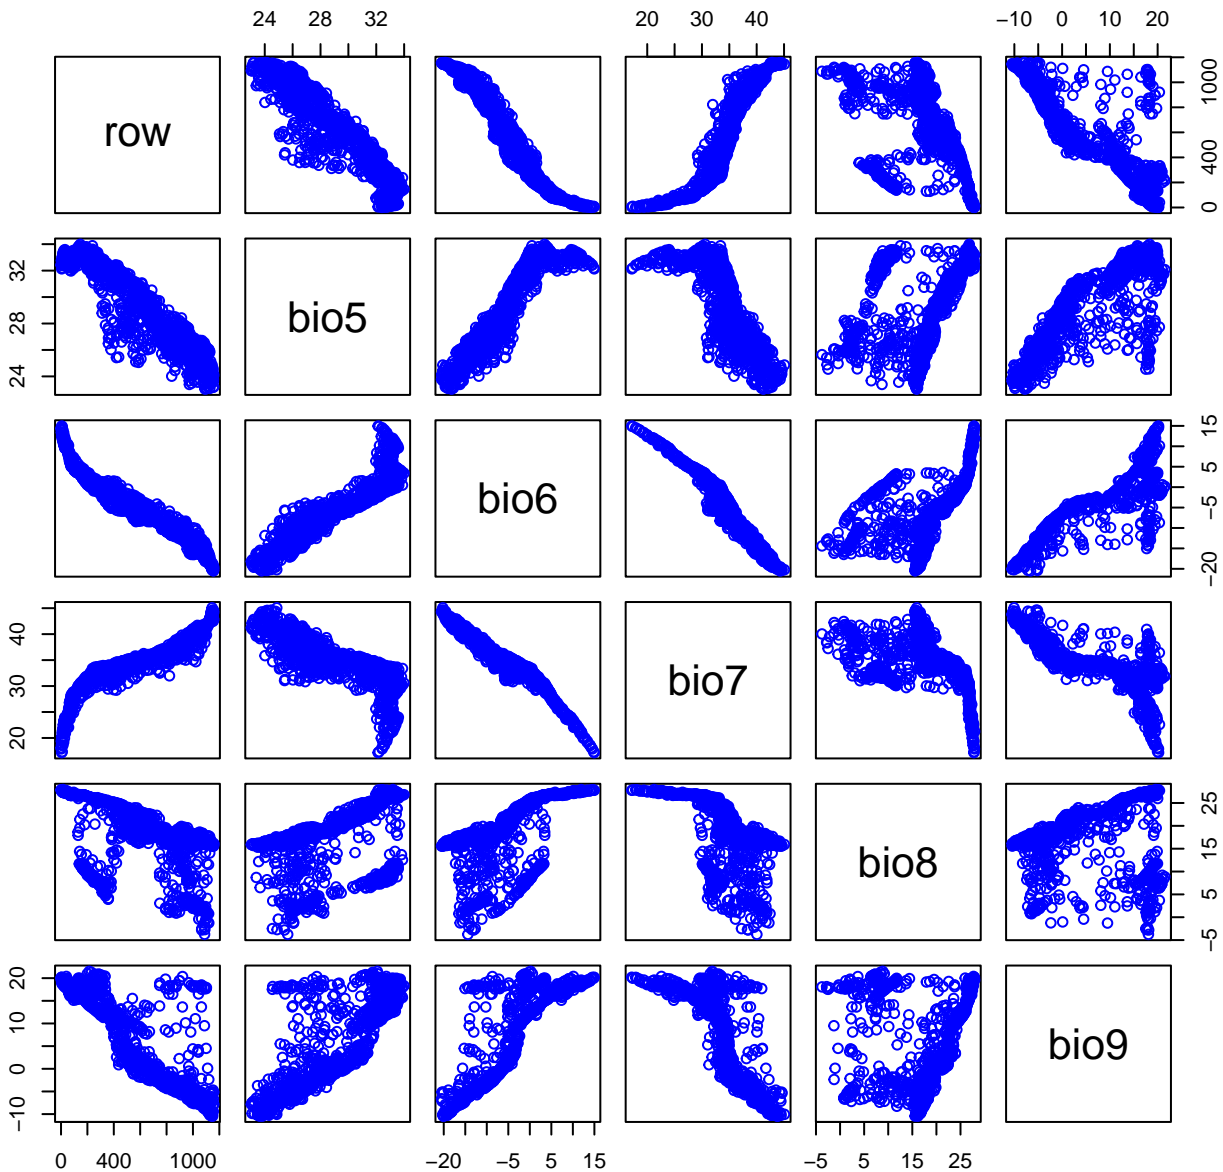 24 28 32 20 30 40 -10 0 10 20
row 0 400 1000
24 28 32 bio5
bio6 -20 -5 5 15
20 30 40 bio7
bio8 -5 5 15 25
-10 0 10 20 bio9
0 400 1000 -20 -5 5 15 -5 5 15 25